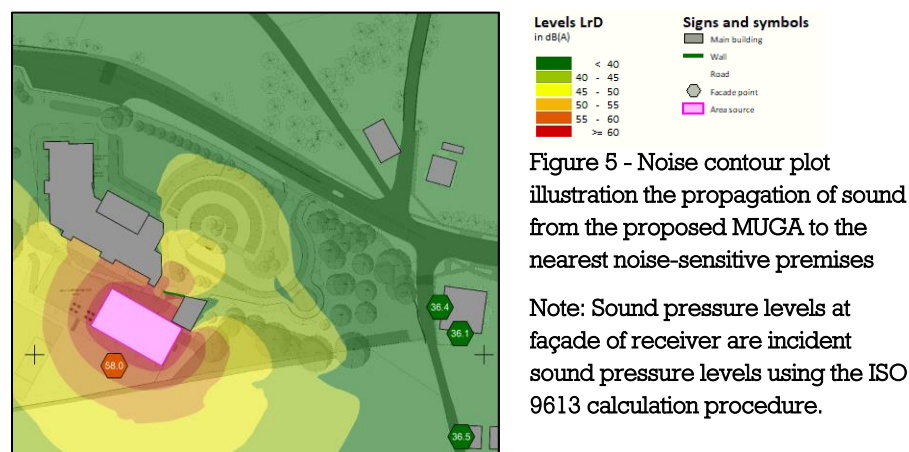 Levels LrD
in dB(A)
< 40
40 - 45
45 - 50
50 - 55
55 - 60
>= 60
Signs and symbols
Main building
Wall
Road
Facade point
Area source
36.4
36.1
58.0
36.5
Figure 5 - Noise contour plot
illustration the propagation of sound
from the proposed MUGA to the
nearest noise-sensitive premises
Note: Sound pressure levels at
façade of receiver are incident
sound pressure levels using the ISO
9613 calculation procedure.